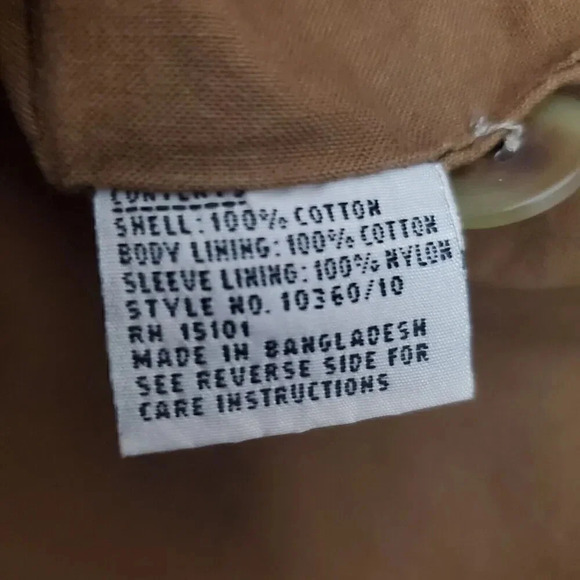 CONTENTS
SHELL: 100% COTTON
BODY LINING: 100% COTTON
SLEEVE LINING: 100% NYLON
STYLE NO. 10360/10
RN 15101
MADE IN BANGLADESH
SEE REVERSE SIDE FOR
CARE INSTRUCTIONS